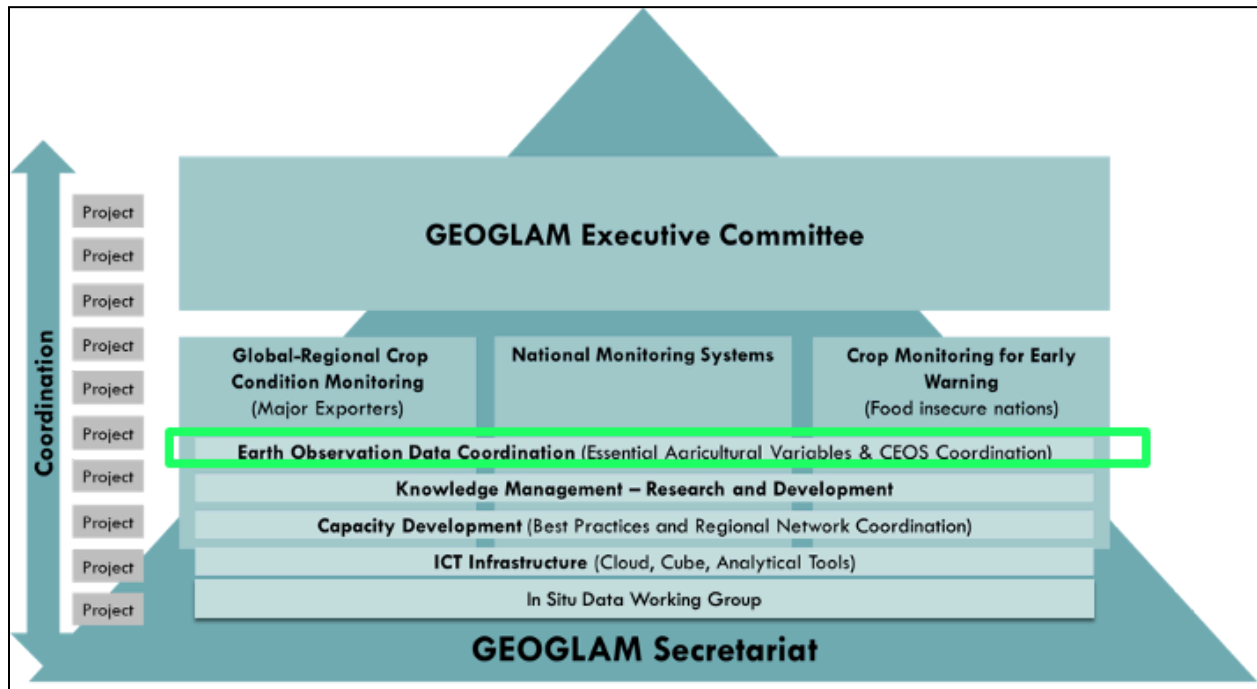 GEOGLAM Executive Committee
Coordination
Project
Project
Project
Project
Project
Project
Project
Project
Project
Project
Global-Regional Crop
Condition Monitoring
(Major Exporters)
National Monitoring Systems
Crop Monitoring for Early
Warning
(Food insecure nations)
Earth Observation Data Coordination (Essential Agricultural Variables & CEOS Coordination)
Knowledge Management – Research and Development
Capacity Development (Best Practices and Regional Network Coordination)
ICT Infrastructure (Cloud, Cube, Analytical Tools)
In Situ Data Working Group
GEOGLAM Secretariat